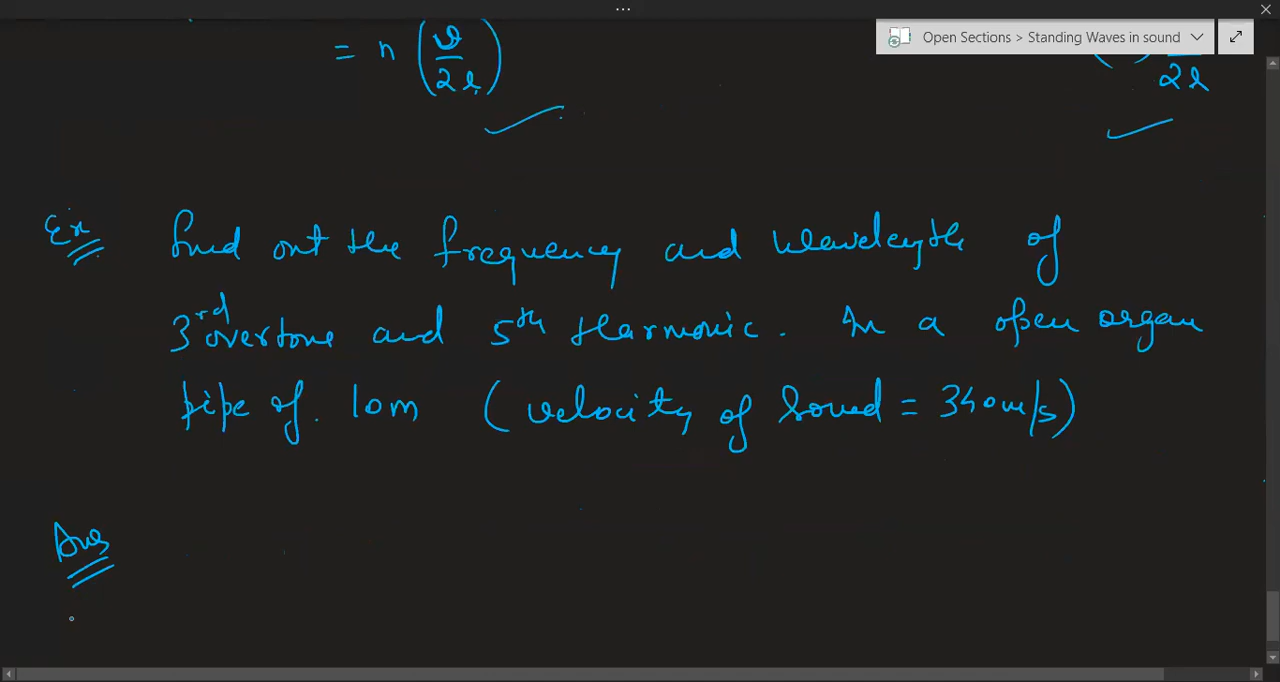 ...
Open Sections > Standing Waves in sound
= n (v/2l)
2l
Ex find out the frequency and wavelength of
3rd overtone and 5th Harmonic. In a open organ
pipe of. 10m (velocity of Sound = 340m/s)
Ans